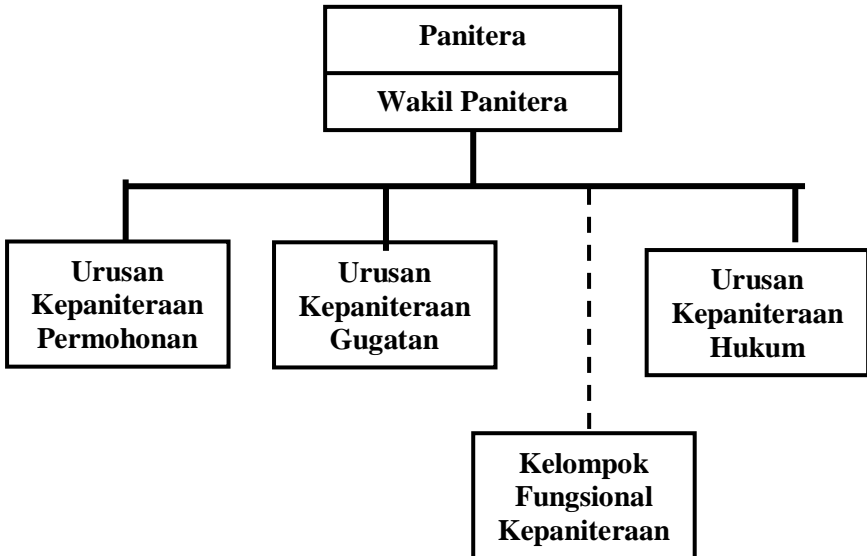 Panitera
Wakil Panitera
Urusan
Kepaniteraan
Permohonan
Urusan
Kepaniteraan
Gugatan
Urusan
Kepaniteraan
Hukum
Kelompok
Fungsional
Kepaniteraan